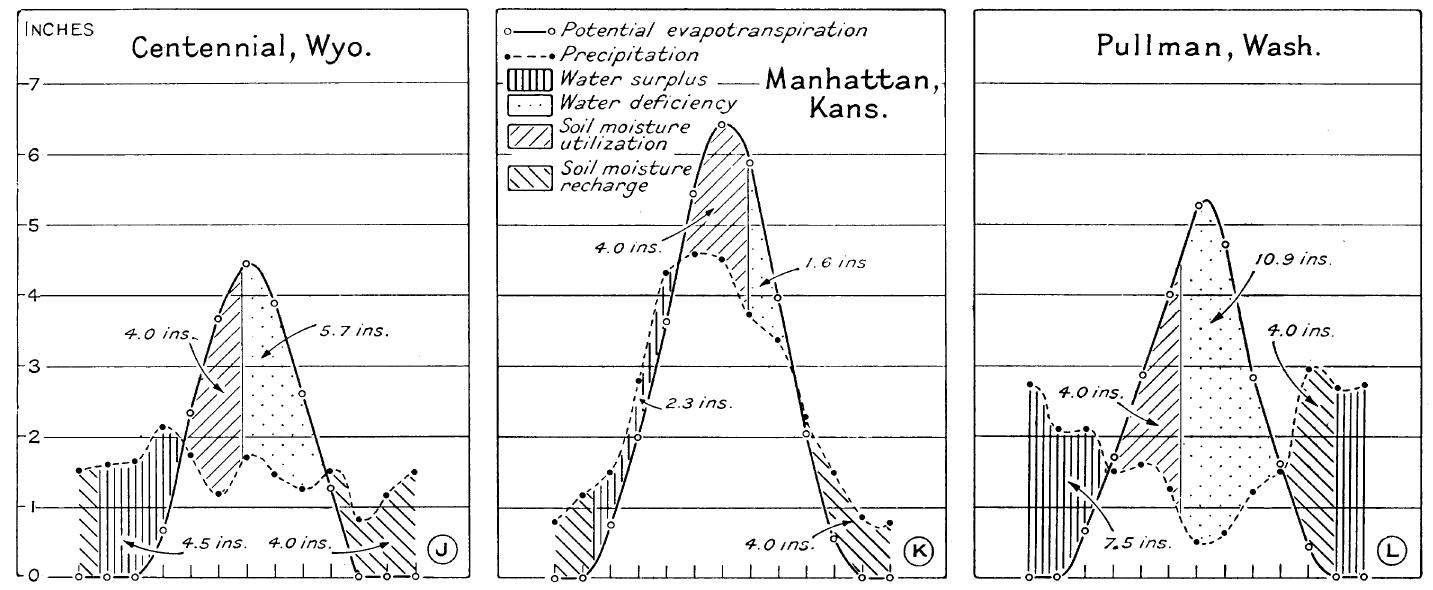 INCHES
Centennial, Wyo.
7
6
5
4
3
2
1
0
4.0 ins.
5.7 ins.
4.5 ins.
4.0 ins.
J
Potential evapotranspiration
Precipitation
Water surplus
Water deficiency
Soil moisture
utilization
Soil moisture
recharge
Manhattan,
Kans.
4.0 ins.
1.6 ins
2.3 ins.
4.0 ins.
K
Pullman, Wash.
10.9 ins.
4.0 ins.
4.0 ins.
7.5 ins.
L